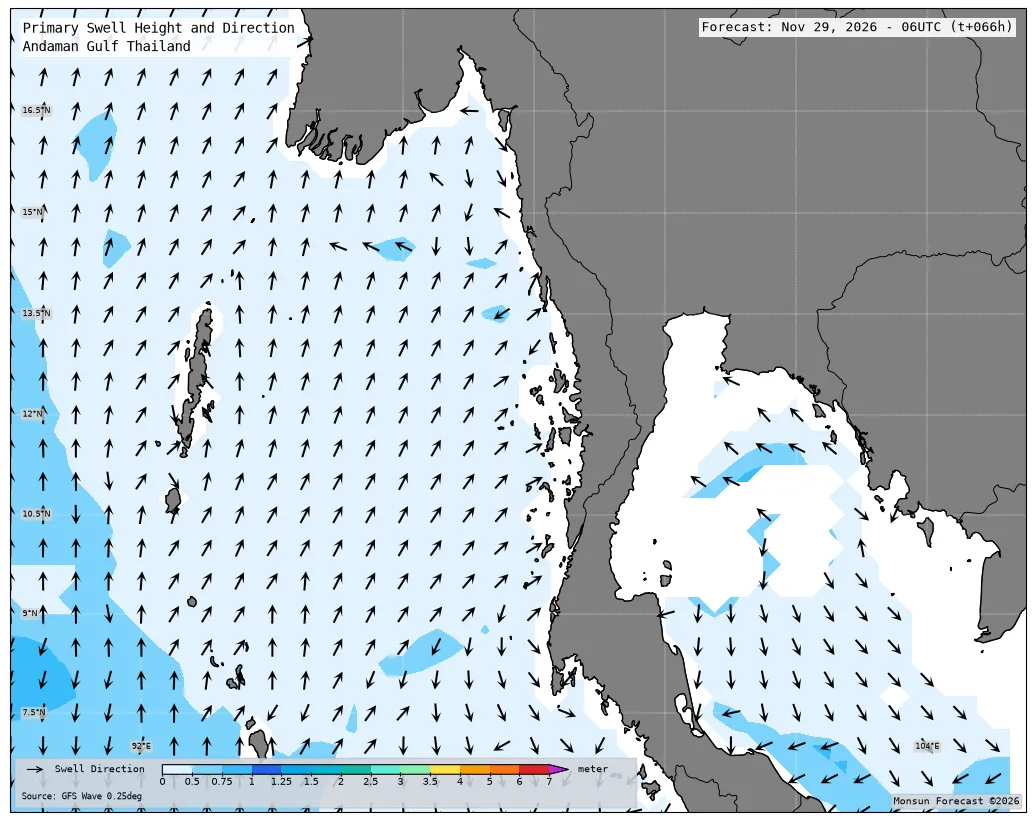 Primary Swell Height and Direction
Andaman Gulf Thailand
Forecast: Nov 29, 2026 - 06UTC (t+066h)
16.5°N
15°N
13.5°N
12°N
10.5°N
9°N
7.5°N
92°E
104°E
Swell Direction
meter
0 0.5 0.75 1 1.25 1.5 2 2.5 3 3.5 4 5 6 7
Source: GFS Wave 0.25deg
Monsun Forecast ©2026